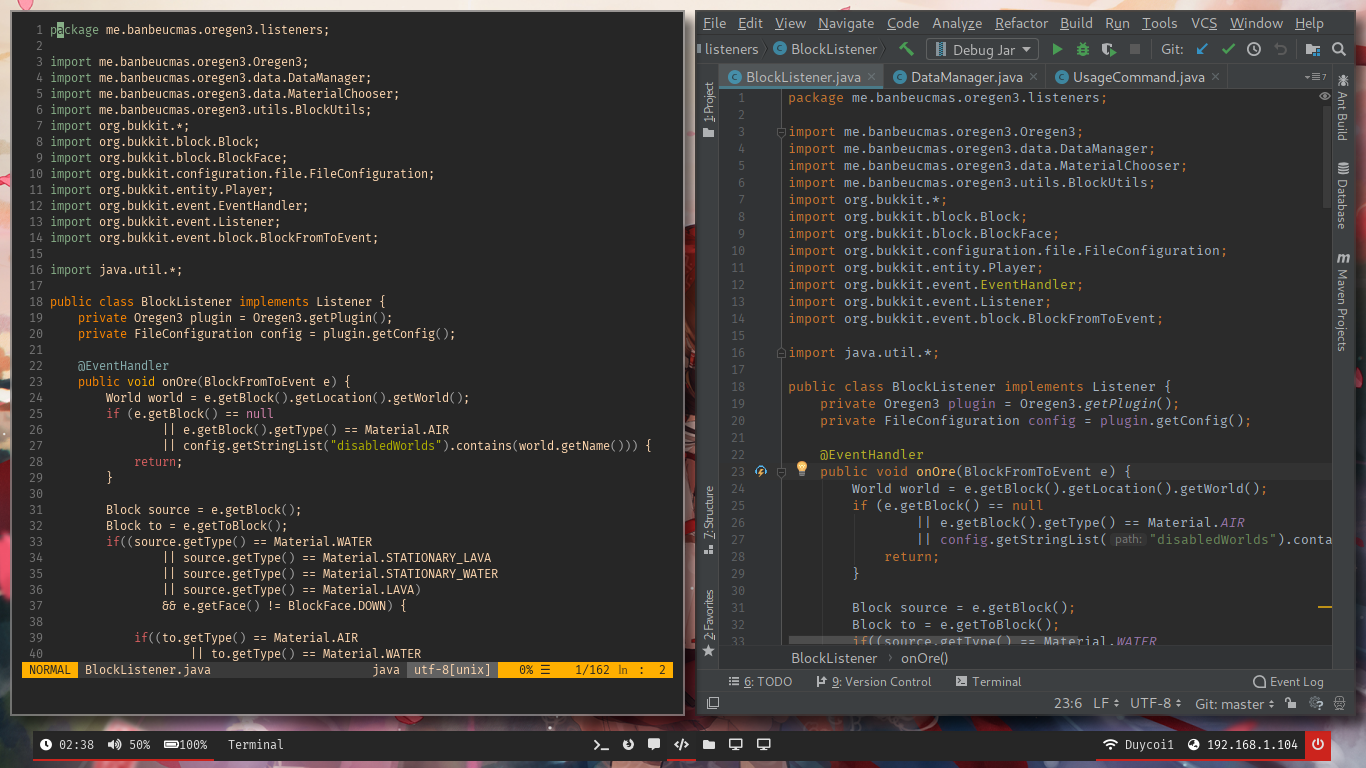 1 package me.banbeucmas.oregen3.listeners;
2
3 import me.banbeucmas.oregen3.Oregen3;
4 import me.banbeucmas.oregen3.data.DataManager;
5 import me.banbeucmas.oregen3.data.MaterialChooser;
6 import me.banbeucmas.oregen3.utils.BlockUtils;
7 import org.bukkit.*;
8 import org.bukkit.block.Block;
9 import org.bukkit.block.BlockFace;
10 import org.bukkit.configuration.file.FileConfiguration;
11 import org.bukkit.entity.Player;
12 import org.bukkit.event.EventHandler;
13 import org.bukkit.event.Listener;
14 import org.bukkit.event.block.BlockFromToEvent;
15
16 import java.util.*;
17
18 public class BlockListener implements Listener {
19     private Oregen3 plugin = Oregen3.getPlugin();
20     private FileConfiguration config = plugin.getConfig();
21
22     @EventHandler
23     public void onOre(BlockFromToEvent e) {
24         World world = e.getBlock().getLocation().getWorld();
25         if (e.getBlock() == null
26                 || e.getBlock().getType() == Material.AIR
27                 || config.getStringList("disabledWorlds").contains(world.getName())) {
28             return;
29         }
30
31         Block source = e.getBlock();
32         Block to = e.getToBlock();
33         if((source.getType() == Material.WATER
34                 || source.getType() == Material.STATIONARY_LAVA
35                 || source.getType() == Material.STATIONARY_WATER
36                 || source.getType() == Material.LAVA)
37                 && e.getFace() != BlockFace.DOWN) {
38
39             if((to.getType() == Material.AIR
40                     || to.getType() == Material.WATER
NORMAL BlockListener.java java utf-8[unix] 0% ☰ 1/162 ln : 2
File Edit View Navigate Code Analyze Refactor Build Run Tools VCS Window Help
listeners BlockListener Debug Jar Git:
BlockListener.java DataManager.java UsageCommand.java 7
1: Project
7: Structure
2: Favorites
1 package me.banbeucmas.oregen3.listeners;
2
3 import me.banbeucmas.oregen3.Oregen3;
4 import me.banbeucmas.oregen3.data.DataManager;
5 import me.banbeucmas.oregen3.data.MaterialChooser;
6 import me.banbeucmas.oregen3.utils.BlockUtils;
7 import org.bukkit.*;
8 import org.bukkit.block.Block;
9 import org.bukkit.block.BlockFace;
10 import org.bukkit.configuration.file.FileConfiguration;
11 import org.bukkit.entity.Player;
12 import org.bukkit.event.EventHandler;
13 import org.bukkit.event.Listener;
14 import org.bukkit.event.block.BlockFromToEvent;
15
16 import java.util.*;
17
18 public class BlockListener implements Listener {
19     private Oregen3 plugin = Oregen3.getPlugin();
20     private FileConfiguration config = plugin.getConfig();
21
22     @EventHandler
23     public void onOre(BlockFromToEvent e) {
24         World world = e.getBlock().getLocation().getWorld();
25         if (e.getBlock() == null
26                 || e.getBlock().getType() == Material.AIR
27                 || config.getStringList( path: "disabledWorlds").conta
28             return;
29         }
30
31         Block source = e.getBlock();
32         Block to = e.getToBlock();
33         if((source.getType() == Material.WATER
Ant Build
Database
Maven Projects
BlockListener › onOre()
6: TODO 9: Version Control Terminal Event Log
23:6 LF UTF-8 Git: master
02:38 50% 100% Terminal Duycoi1 192.168.1.104